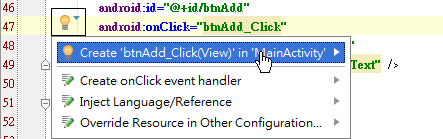 46 android:id="@+id/btnAdd"
47 android:onClick="btnAdd_Click"
48 Create 'btnAdd_Click(View)' in 'MainActivity' "
49 Text" />
50 Create onClick event handler
51 Inject Language/Reference
52 Override Resource in Other Configuration...